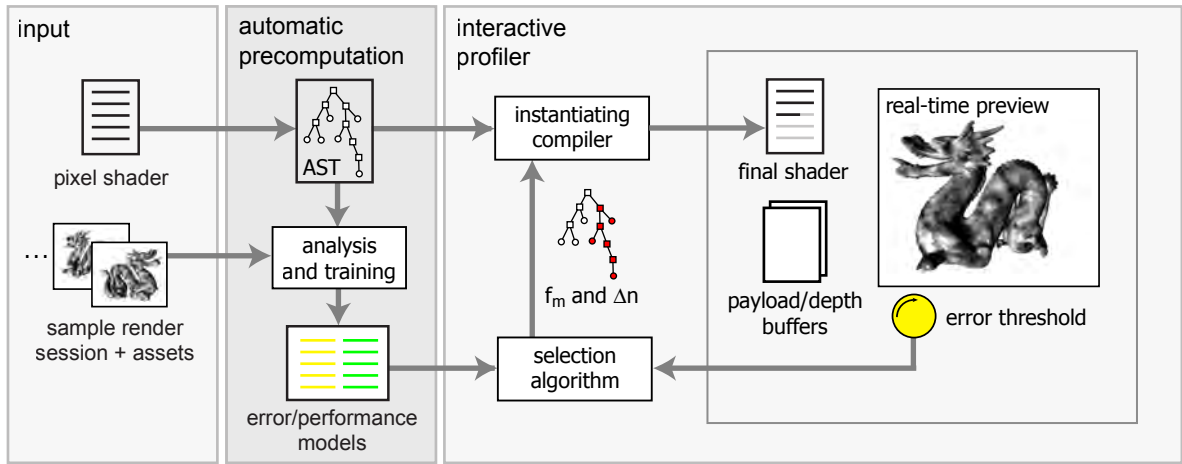 input
pixel shader
...
sample render
session + assets
automatic
precomputation
AST
analysis
and training
error/performance
models
interactive
profiler
instantiating
compiler
fm and Δn
selection
algorithm
final shader
payload/depth
buffers
real-time preview
error threshold